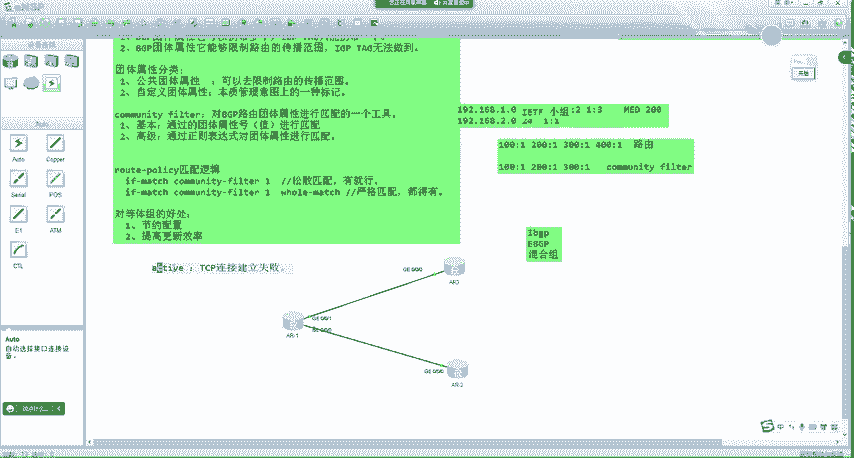 eNSP
2、BGP团体属性它能够限制路由的传播范围，IGP TAG无法做到。
团体属性分类：
1、公共团体属性 ：可以去限制路由的传播范围。
2、自定义团体属性：本质管理意图上的一种标记。
community filter：对BGP路由团体属性进行匹配的一个工具。
1、基本：通过的团体属性号（值）进行匹配
2、高级：通过正则表达式对团体属性进行匹配。
route-policy匹配逻辑
if-match community-filter 1 //松散匹配，有就行。
if-match community-filter 1 whole-match //严格匹配，都得有。
对等体组的好处：
1、节约配置
2、提高更新效率
192.168.1.0 IETF 小组:2 1:3 MED 200
192.168.2.0 24 1:1
100:1 200:1 300:1 400:1 路由
100:1 200:1 300:1 community filter
ibgp
EBGP
混合组
active ：TCP连接建立失败。
AR1
AR2
AR3
GE 0/0/1
GE 0/0/0
GE 0/0/0
GE 0/0/0
Auto
Auto
Copper
Serial
POS
E1
ATM
CTL
Auto
自动选择接口连接设备。